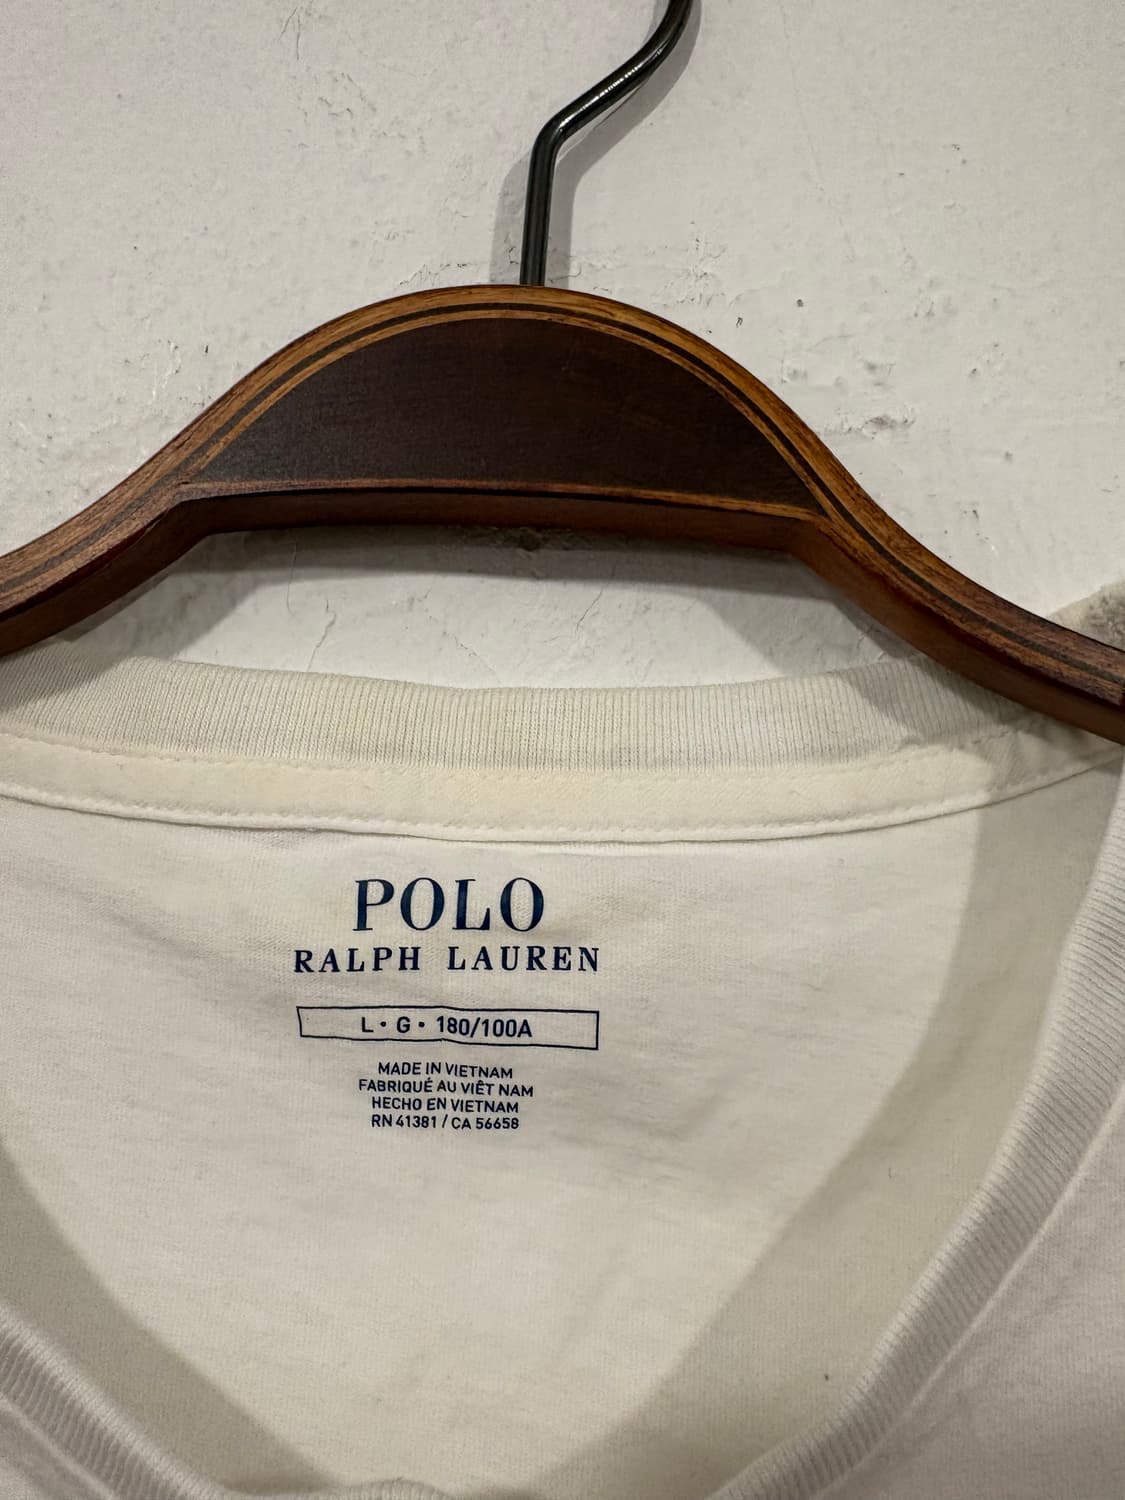 POLO
RALPH LAUREN
L • G • 180/100A
MADE IN VIETNAM
FABRIQUÉ AU VIÊT NAM
HECHO EN VIETNAM
RN 41381 / CA 56658